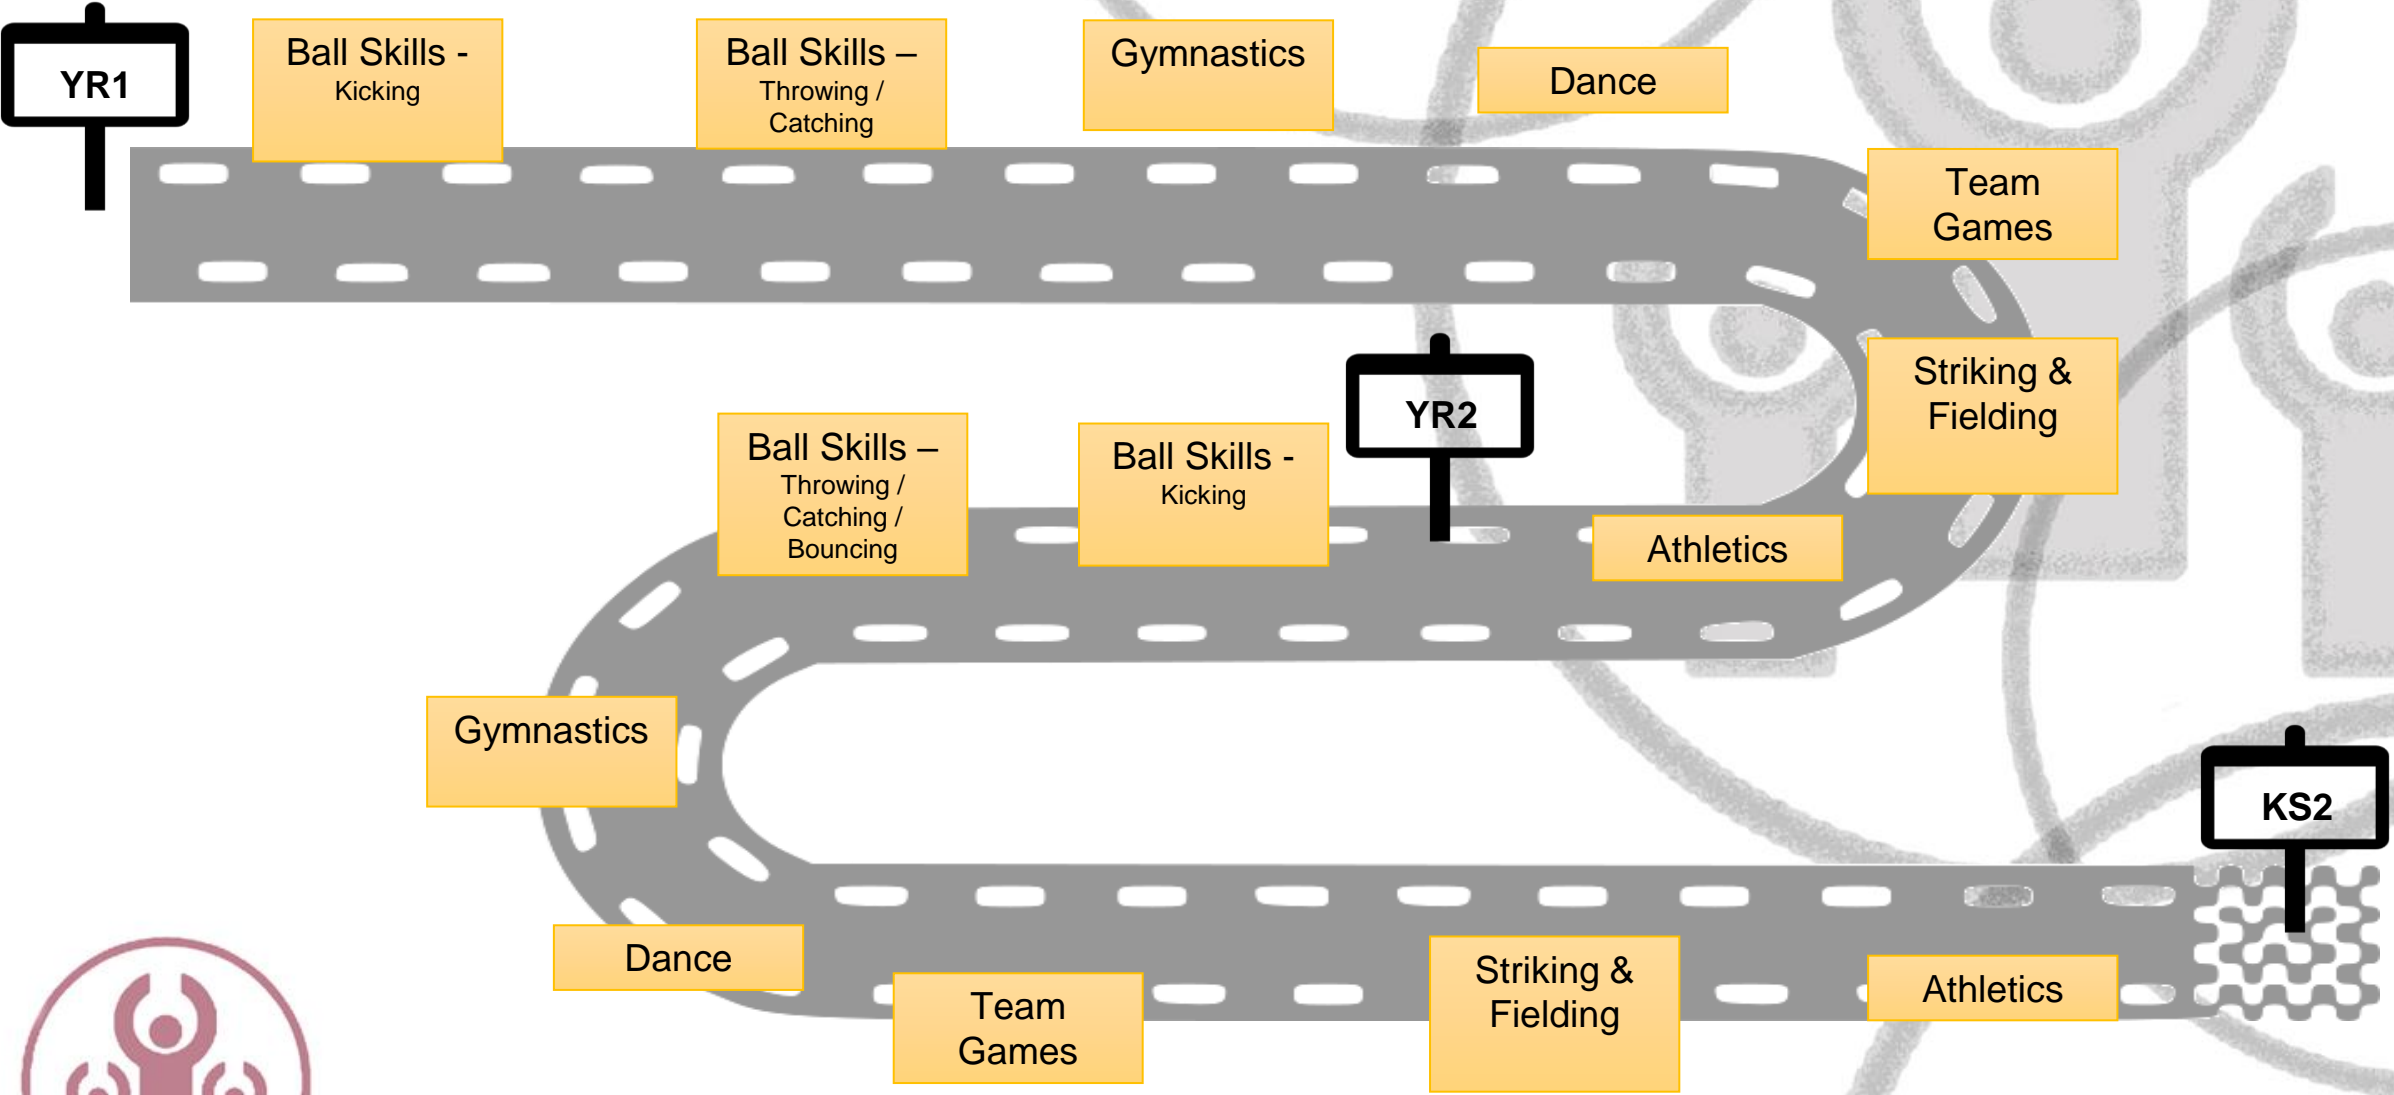 YR1
Ball Skills -
Kicking
Ball Skills –
Throwing /
Catching
Gymnastics
Dance
Team
Games
Striking &
Fielding
Athletics
YR2
Ball Skills -
Kicking
Ball Skills –
Throwing /
Catching /
Bouncing
Gymnastics
Dance
Team
Games
Striking &
Fielding
Athletics
KS2